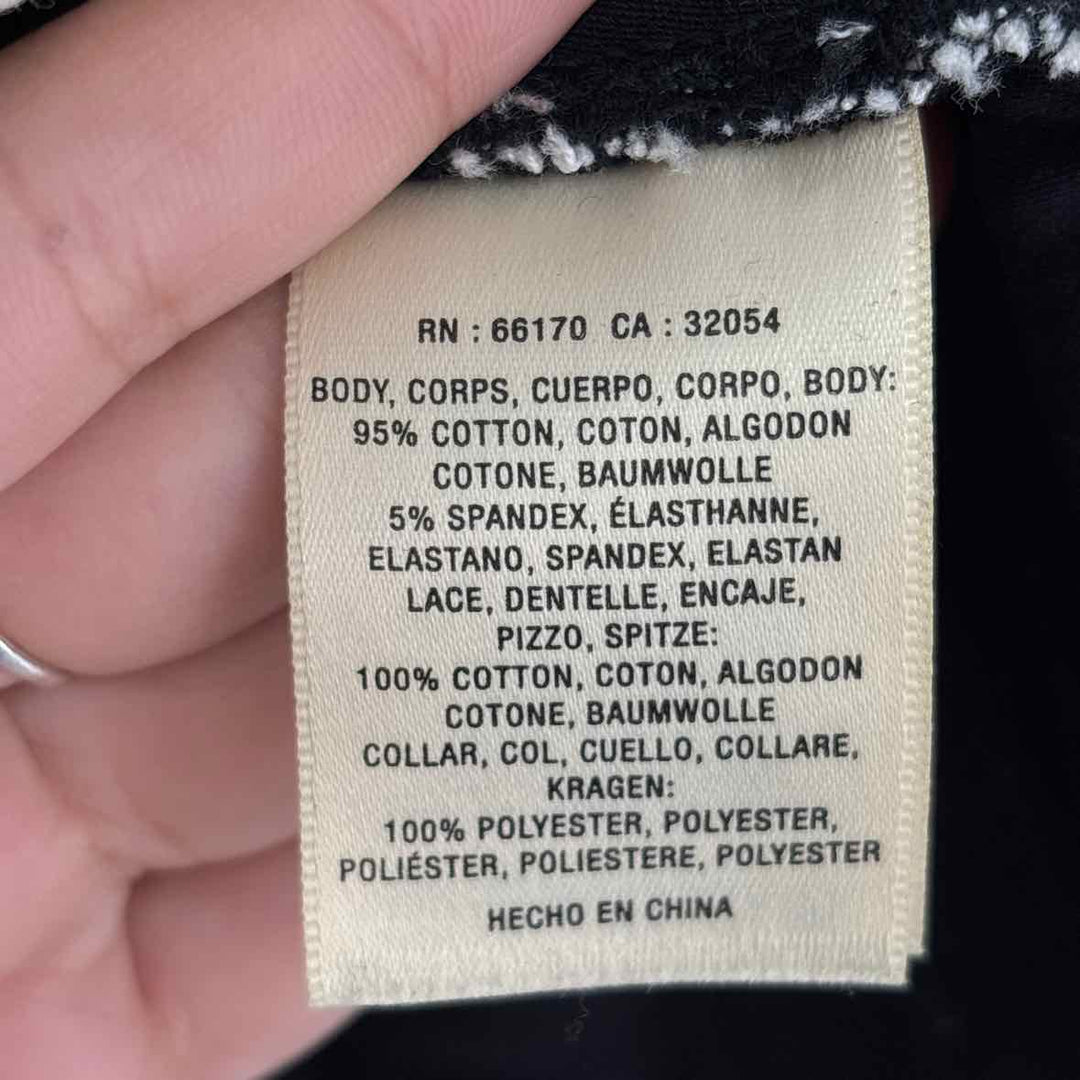 RN : 66170 CA : 32054
BODY, CORPS, CUERPO, CORPO, BODY:
95% COTTON, COTON, ALGODON
COTONE, BAUMWOLLE
5% SPANDEX, ÉLASTHANNE,
ELASTANO, SPANDEX, ELASTAN
LACE, DENTELLE, ENCAJE,
PIZZO, SPITZE:
100% COTTON, COTON, ALGODON
COTONE, BAUMWOLLE
COLLAR, COL, CUELLO, COLLARE,
KRAGEN:
100% POLYESTER, POLYESTER,
POLIÉSTER, POLIESTERE, POLYESTER
HECHO EN CHINA